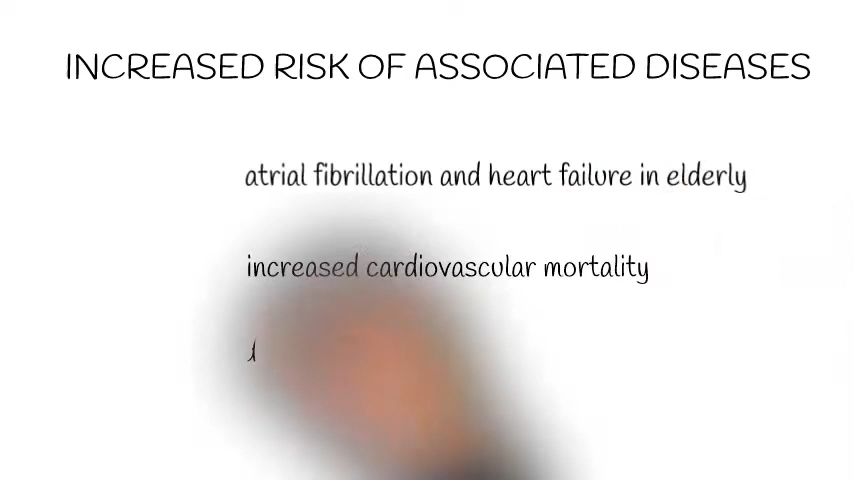 INCREASED RISK OF ASSOCIATED DISEASES
atrial fibrillation and heart failure in elderly
increased cardiovascular mortality